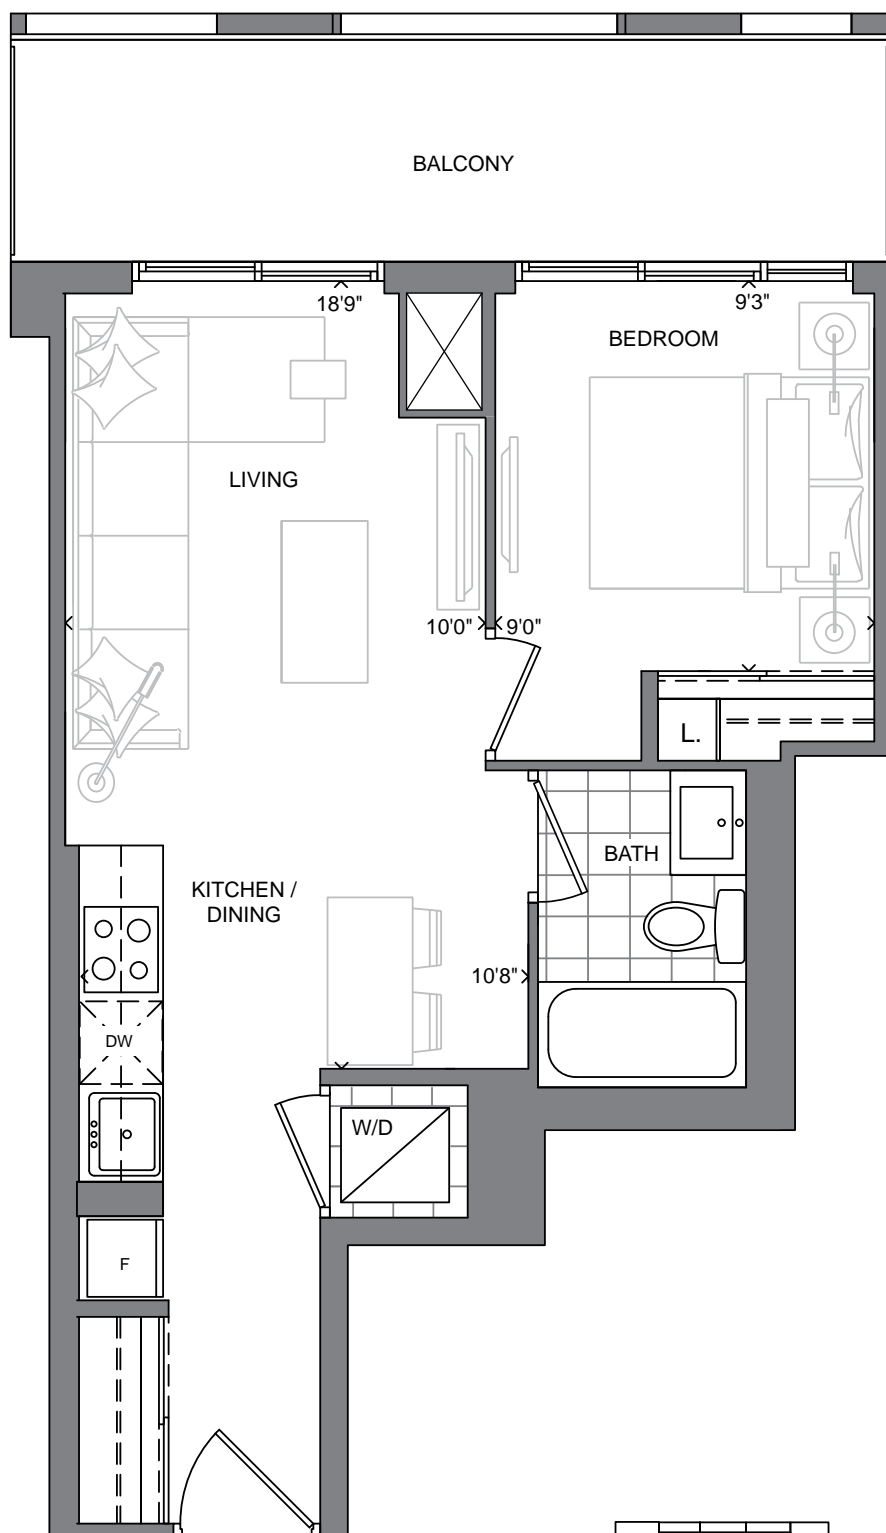 BALCONY
18'9"
9'3"
BEDROOM
LIVING
10'0"
9'0"
L.
BATH
KITCHEN /
DINING
10'8"
DW
W/D
F